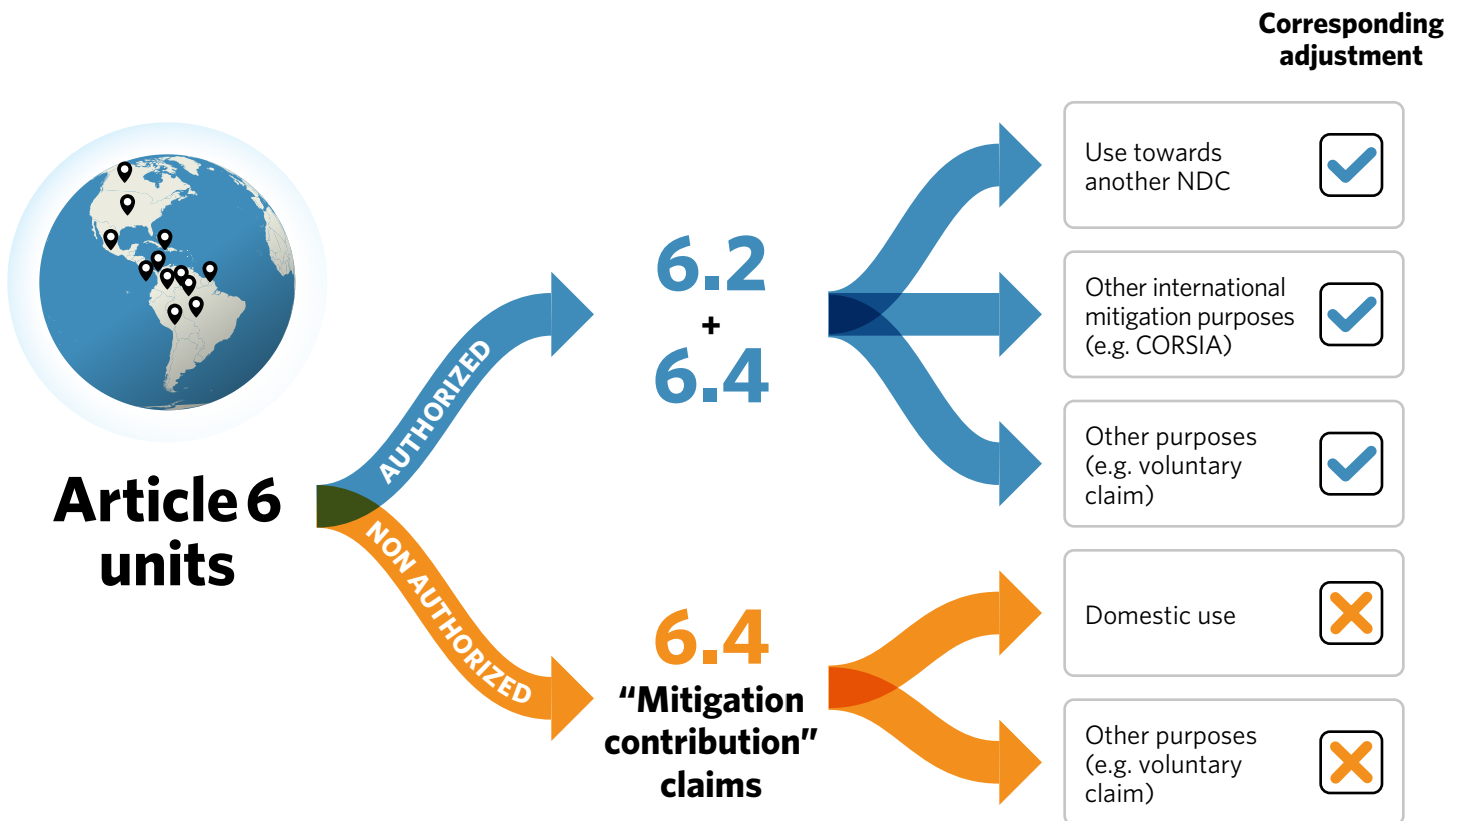 Corresponding
adjustment
Article 6
units
AUTHORIZED
NON AUTHORIZED
6.2
+
6.4
6.4
“Mitigation
contribution”
claims
Use towards
another NDC
Other international
mitigation purposes
(e.g. CORSIA)
Other purposes
(e.g. voluntary
claim)
Domestic use
Other purposes
(e.g. voluntary
claim)